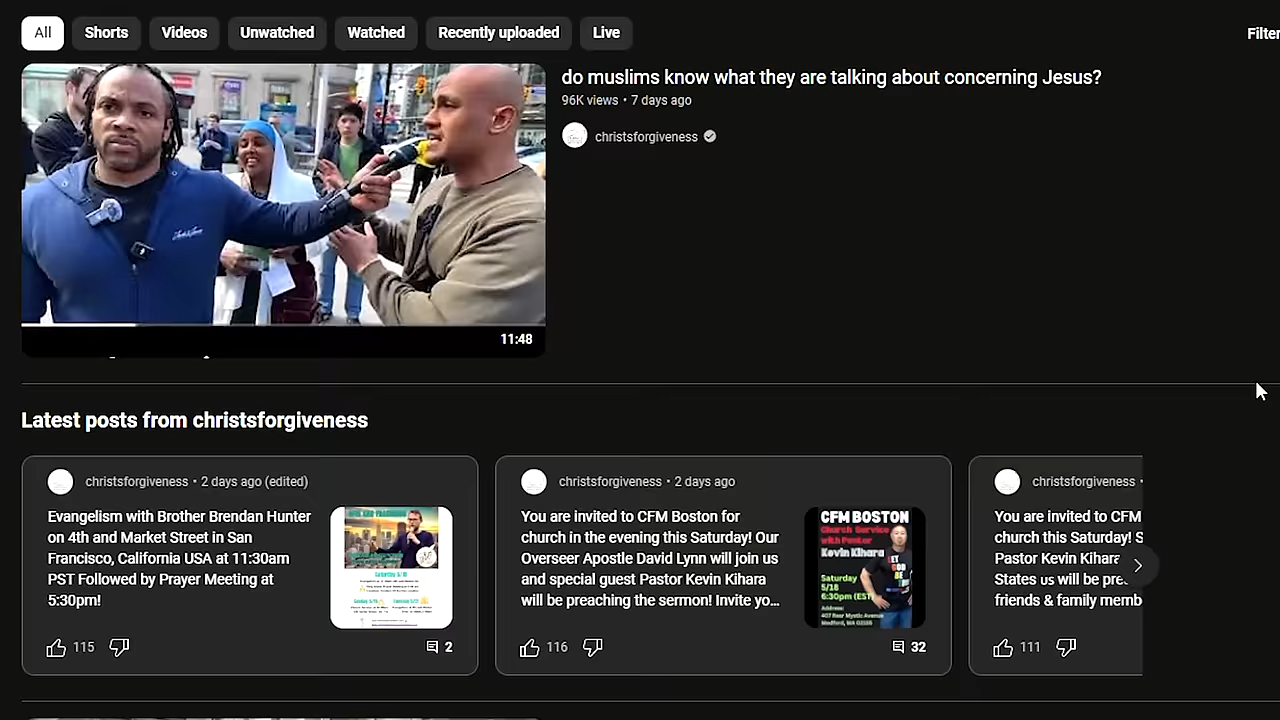 All
Shorts
Videos
Unwatched
Watched
Recently uploaded
Live
Filter
do muslims know what they are talking about concerning Jesus?
96K views • 7 days ago
christsforgiveness
11:48
Latest posts from christsforgiveness
christsforgiveness • 2 days ago (edited)
Evangelism with Brother Brendan Hunter
on 4th and Market Street in San
Francisco, California USA at 11:30am
PST Followed by Prayer Meeting at
5:30pm!
115
2
christsforgiveness • 2 days ago
You are invited to CFM Boston for
church in the evening this Saturday! Our
Overseer Apostle David Lynn will join us
and special guest Pastor Kevin Kihara
will be preaching the sermon! Invite yo...
CFM BOSTON
Church Service
with Pastor
Kevin Kihara
Saturday
5/18
6:30pm (EST)
Address:
407 Rear Mystic Avenue
Medford, MA 02155
116
32
christsforgiveness •
You are invited to CFM
church this Saturday! S
Pastor Kevin
States us will be
friends & family
111